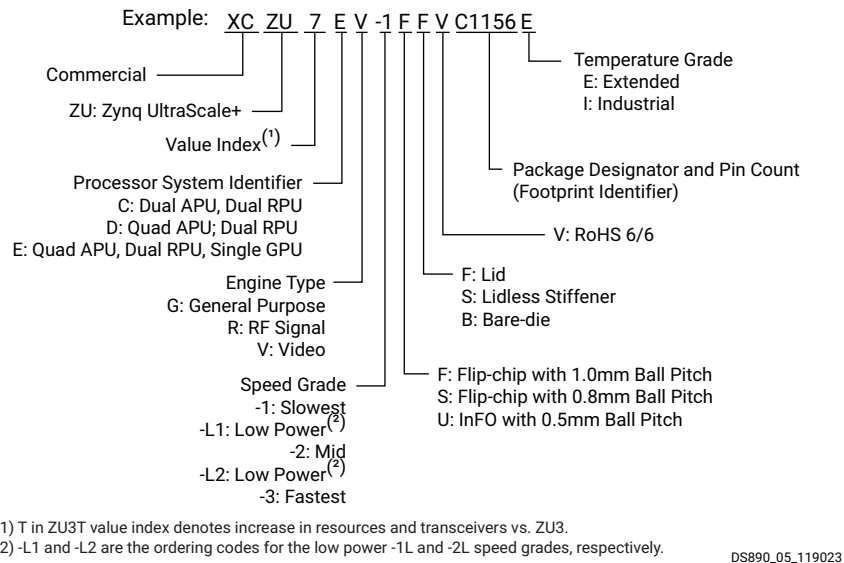 Example: XC ZU 7 E V -1 F F V C1156 E
Temperature Grade
E: Extended
I: Industrial
Commercial
ZU: Zynq UltraScale+
Value Index(1)
Package Designator and Pin Count
(Footprint Identifier)
Processor System Identifier
C: Dual APU, Dual RPU
D: Quad APU; Dual RPU
E: Quad APU, Dual RPU, Single GPU
V: RoHS 6/6
Engine Type
G: General Purpose
R: RF Signal
V: Video
F: Lid
S: Lidless Stiffener
B: Bare-die
Speed Grade
-1: Slowest
-L1: Low Power(2)
-2: Mid
-L2: Low Power(2)
-3: Fastest
F: Flip-chip with 1.0mm Ball Pitch
S: Flip-chip with 0.8mm Ball Pitch
U: InFO with 0.5mm Ball Pitch
1) T in ZU3T value index denotes increase in resources and transceivers vs. ZU3.
2) -L1 and -L2 are the ordering codes for the low power -1L and -2L speed grades, respectively.
DS890_05_119023